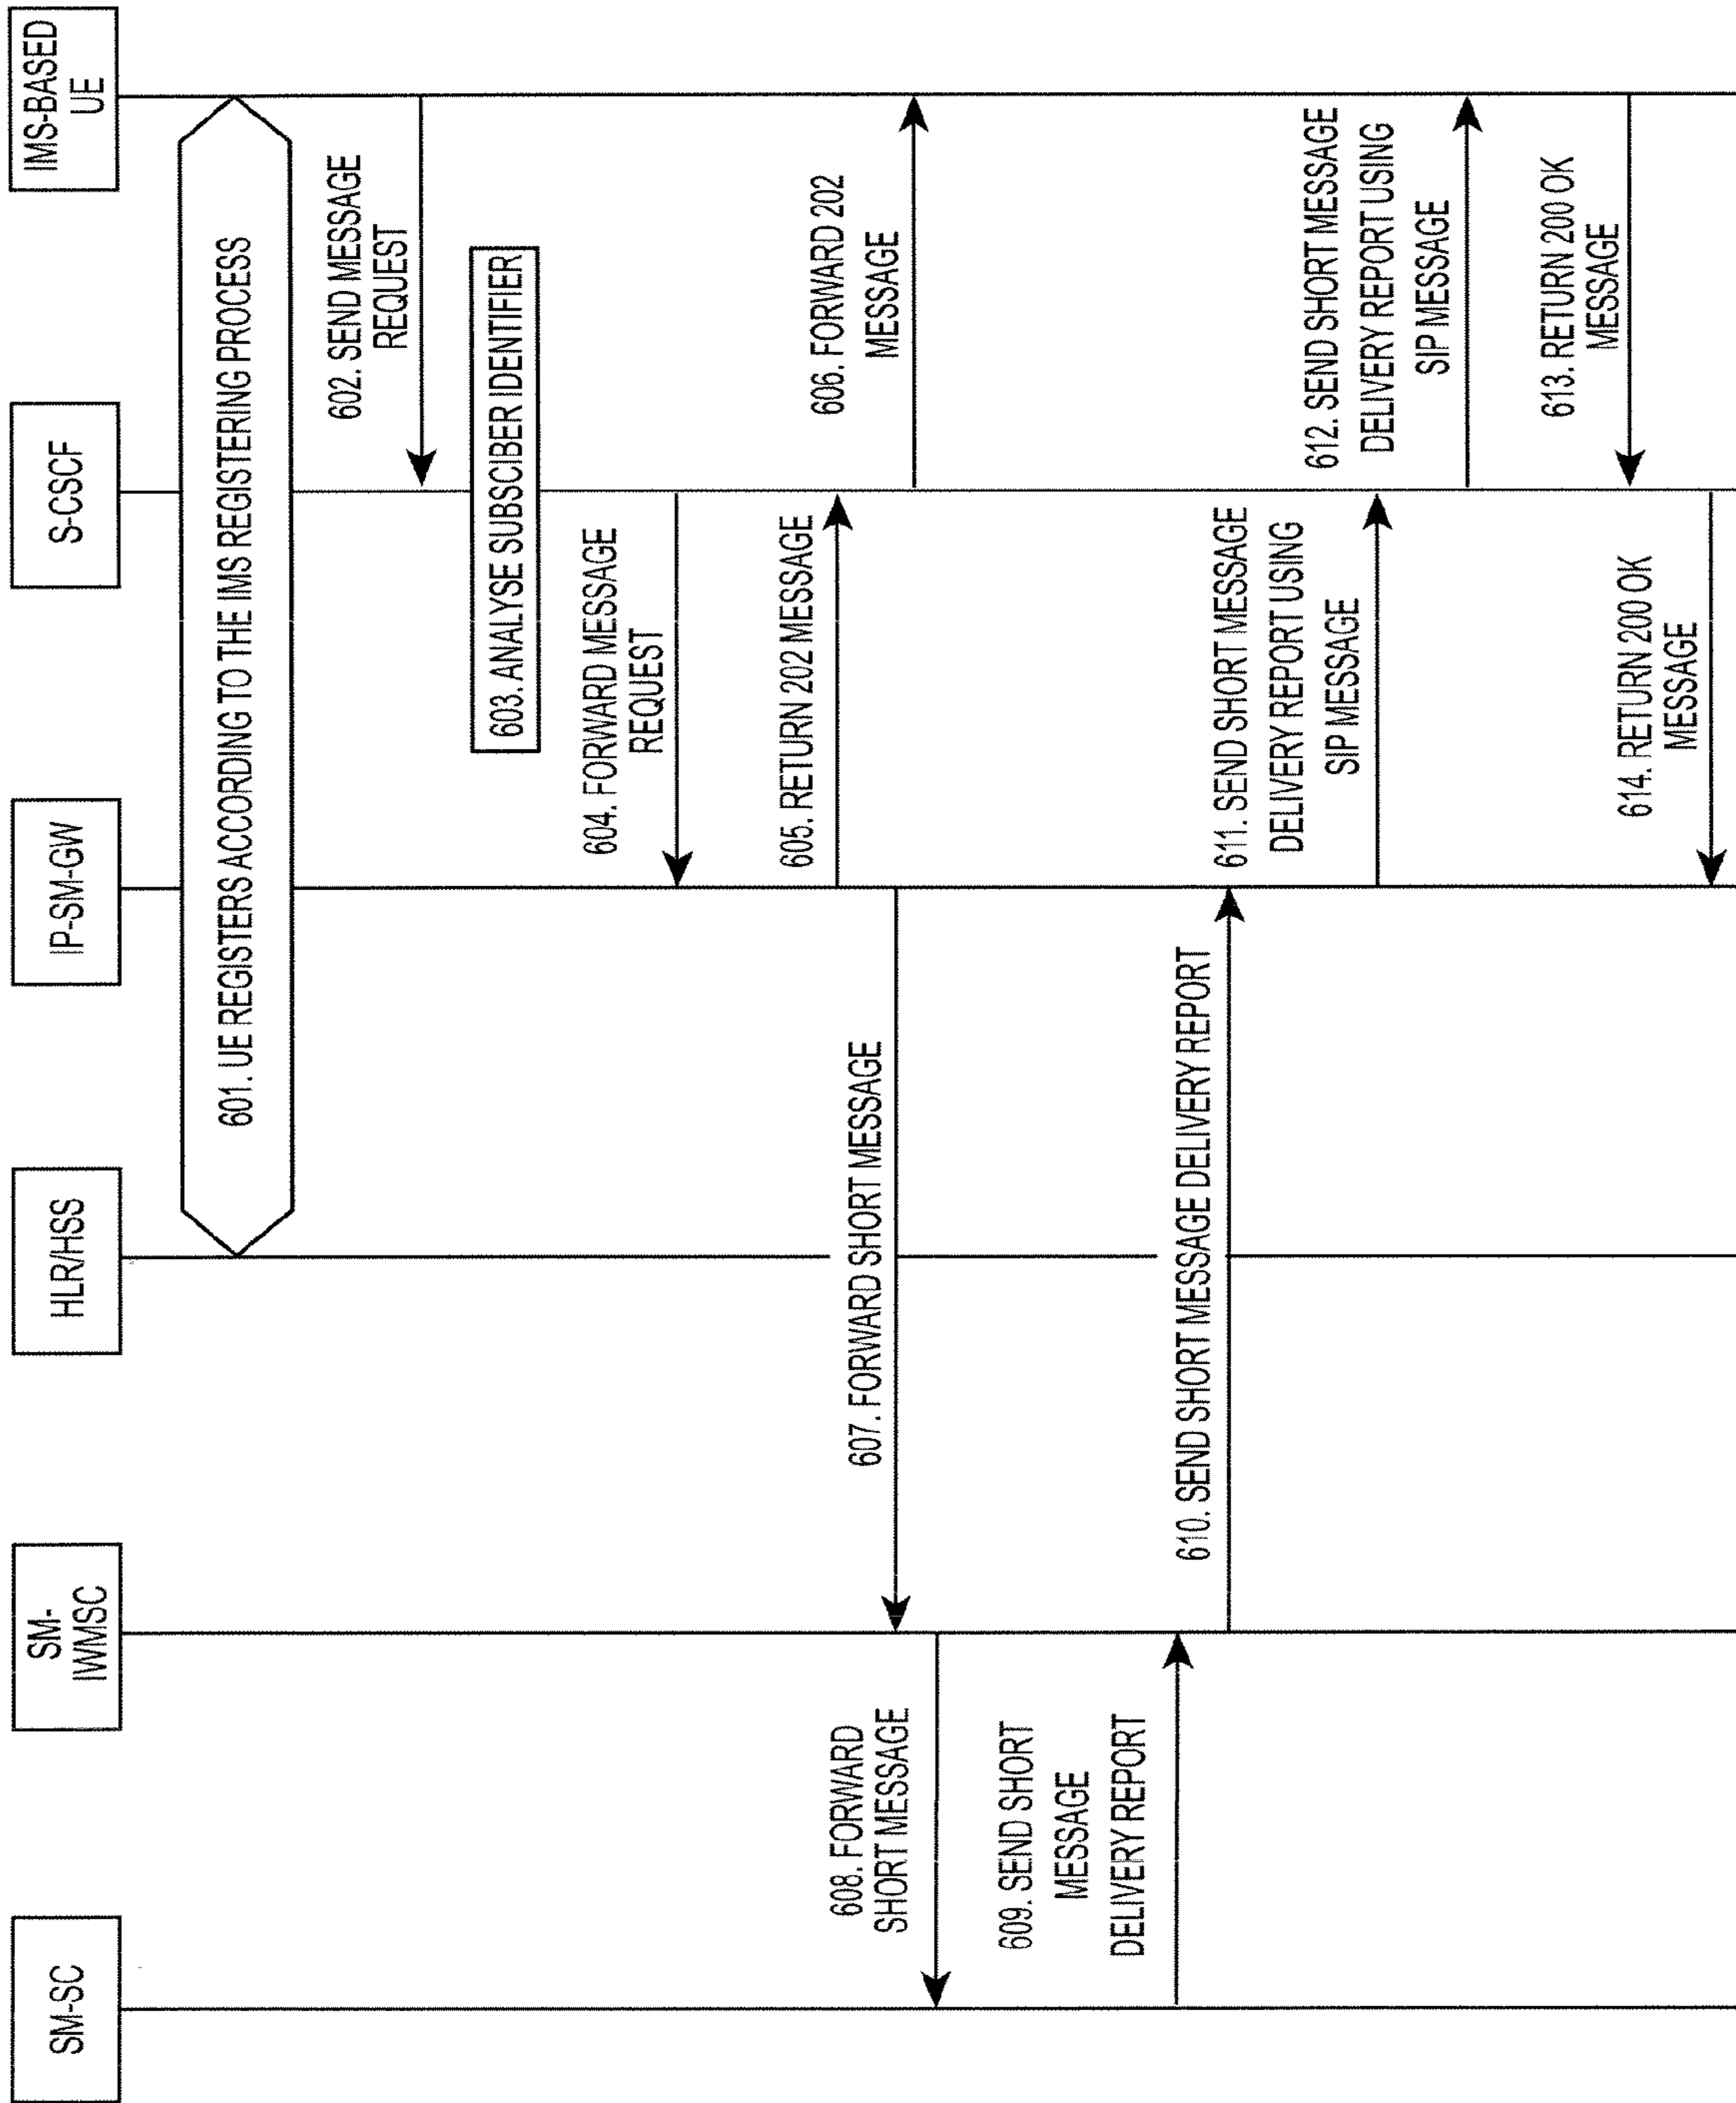 SM-SC
SM-
IWMSC
HLR/HSS
IP-SM-GW
S-CSCF
IMS-BASED
UE
601. UE REGISTERS ACCORDING TO THE IMS REGISTERING PROCESS
602. SEND MESSAGE
REQUEST
603. ANALYSE SUBSCIBER IDENTIFIER
604. FORWARD MESSAGE
REQUEST
605. RETURN 202 MESSAGE
606. FORWARD 202
MESSAGE
607. FORWARD SHORT MESSAGE
608. FORWARD
SHORT MESSAGE
609. SEND SHORT
MESSAGE
DELIVERY REPORT
610. SEND SHORT MESSAGE DELIVERY REPORT
611. SEND SHORT MESSAGE
DELIVERY REPORT USING
SIP MESSAGE
612. SEND SHORT MESSAGE
DELIVERY REPORT USING
SIP MESSAGE
613. RETURN 200 OK
MESSAGE
614. RETURN 200 OK
MESSAGE